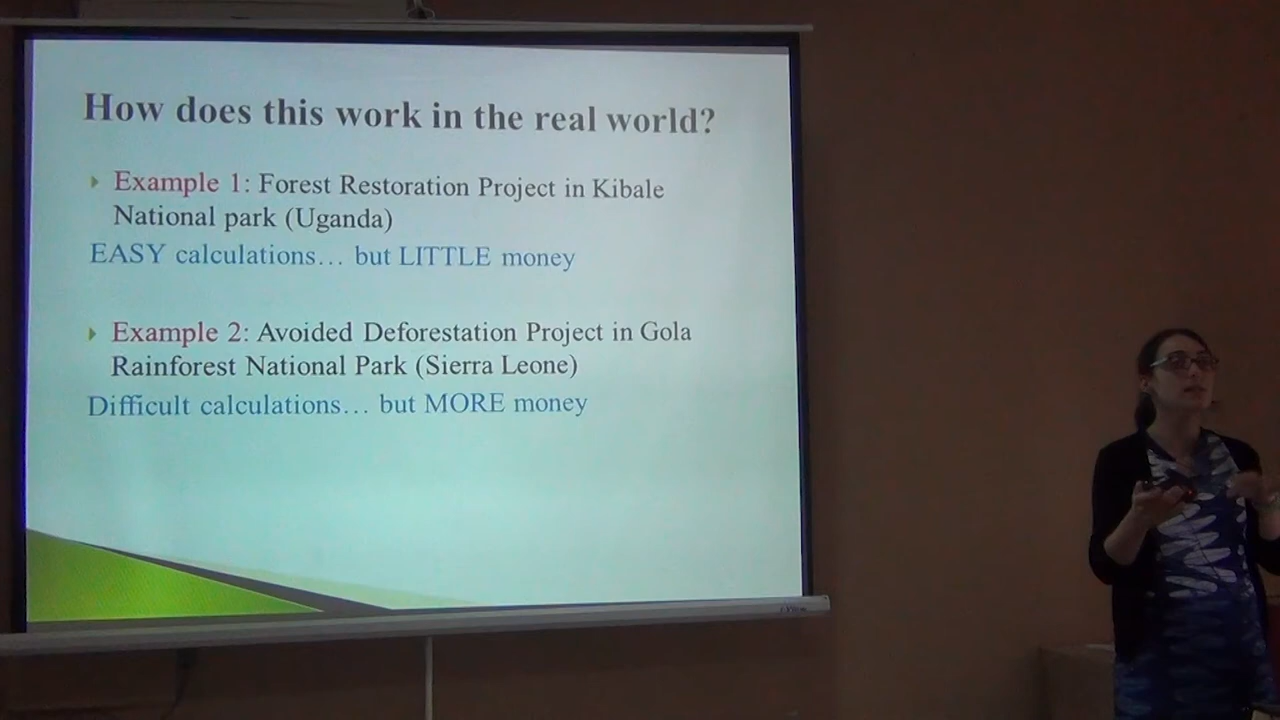 How does this work in the real world?
Example 1: Forest Restoration Project in Kibale
National park (Uganda)
EASY calculations… but LITTLE money
Example 2: Avoided Deforestation Project in Gola
Rainforest National Park (Sierra Leone)
Difficult calculations… but MORE money